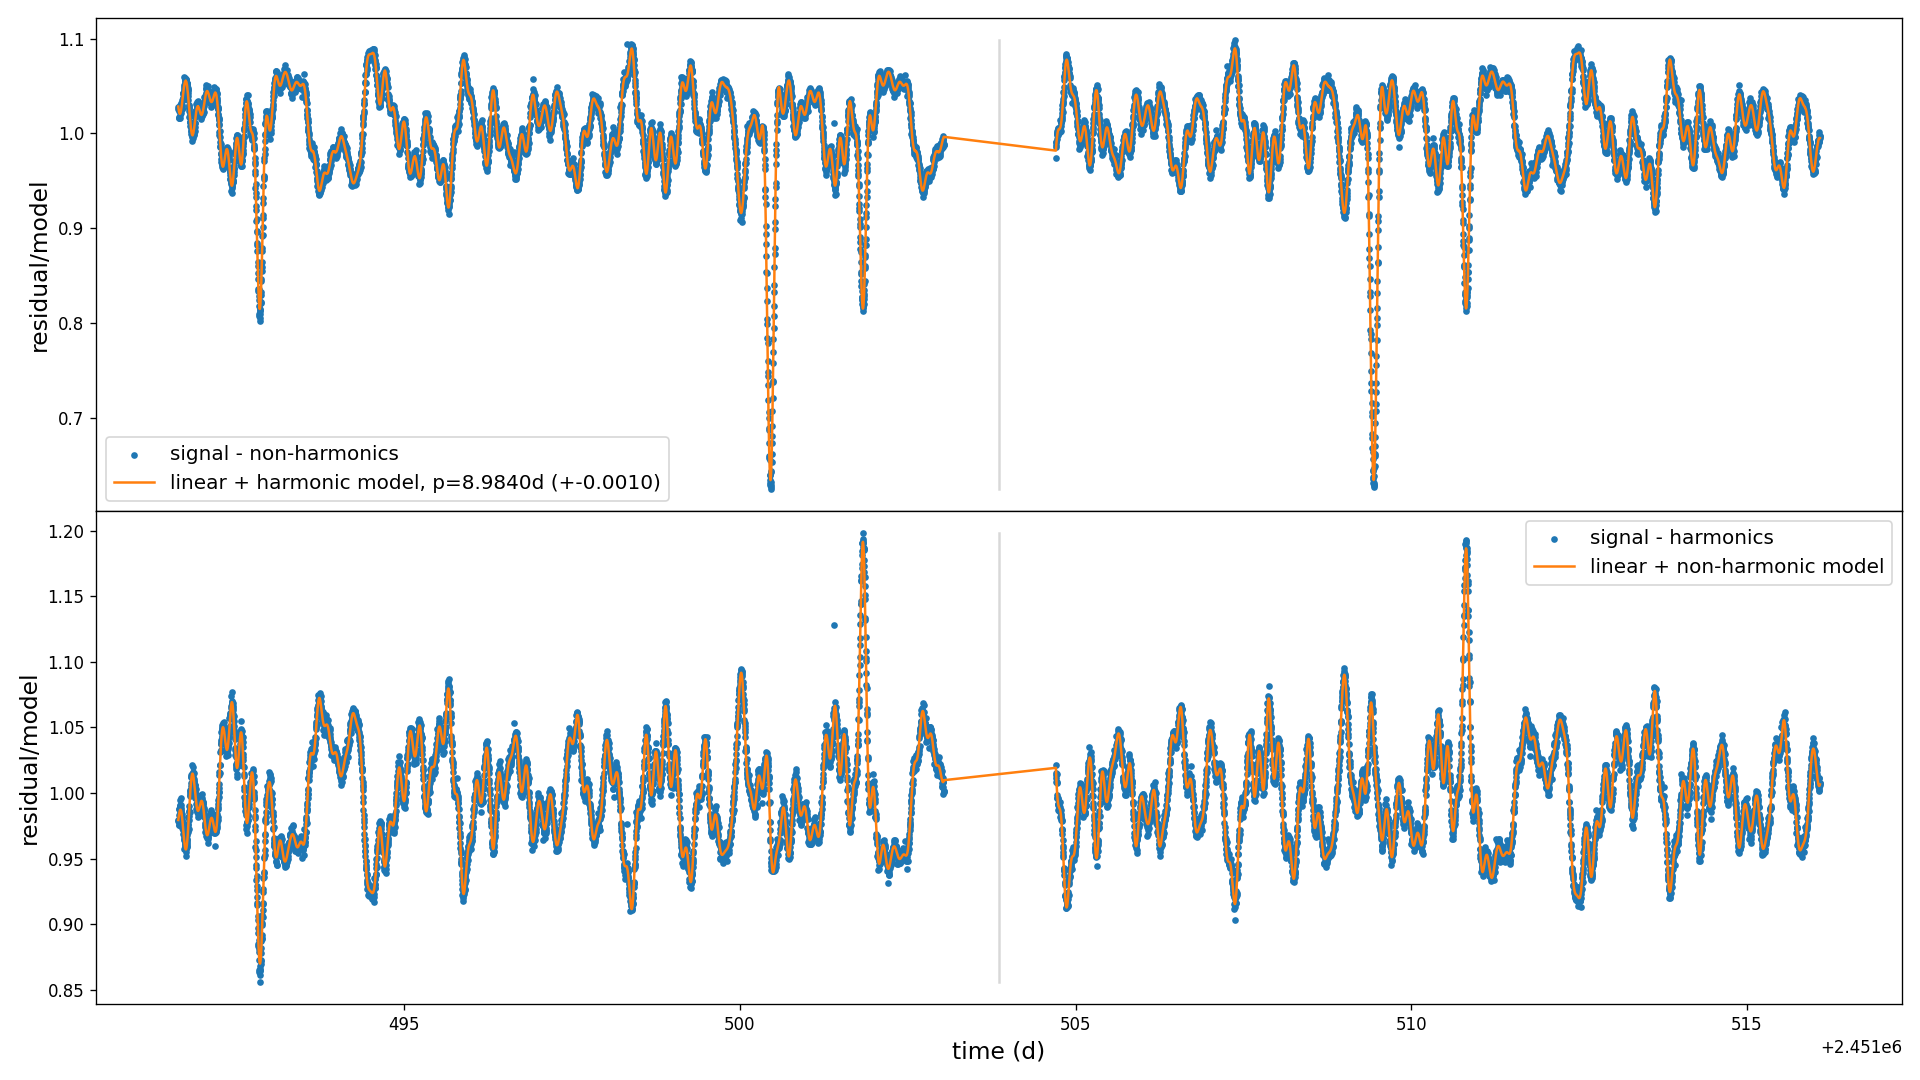 1.1
1.0
0.9
0.8
0.7
residual/model
signal - non-harmonics
linear + harmonic model, p=8.9840d (+-0.0010)
1.20
1.15
1.10
1.05
1.00
0.95
0.90
0.85
residual/model
signal - harmonics
linear + non-harmonic model
495
500
505
510
515
time (d)
+2.451e6